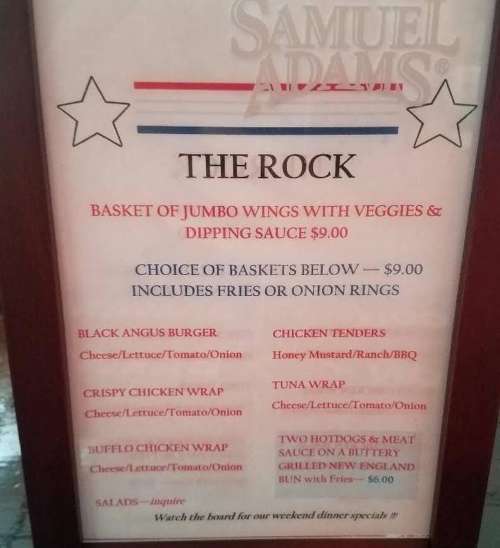 SAMUEL
ADAMS®
THE ROCK
BASKET OF JUMBO WINGS WITH VEGGIES &
DIPPING SAUCE $9.00
CHOICE OF BASKETS BELOW — $9.00
INCLUDES FRIES OR ONION RINGS
BLACK ANGUS BURGER
Cheese/Lettuce/Tomato/Onion
CRISPY CHICKEN WRAP
Cheese/Lettuce/Tomato/Onion
BUFFLO CHICKEN WRAP
Cheese/Lettuce/Tomato/Onion
CHICKEN TENDERS
Honey Mustard/Ranch/BBQ
TUNA WRAP
Cheese/Lettuce/Tomato/Onion
TWO HOTDOGS & MEAT
SAUCE ON A BUTTERY
GRILLED NEW ENGLAND
BUN with Fries— $6.00
SALADS—inquire
Watch the board for our weekend dinner specials !!!